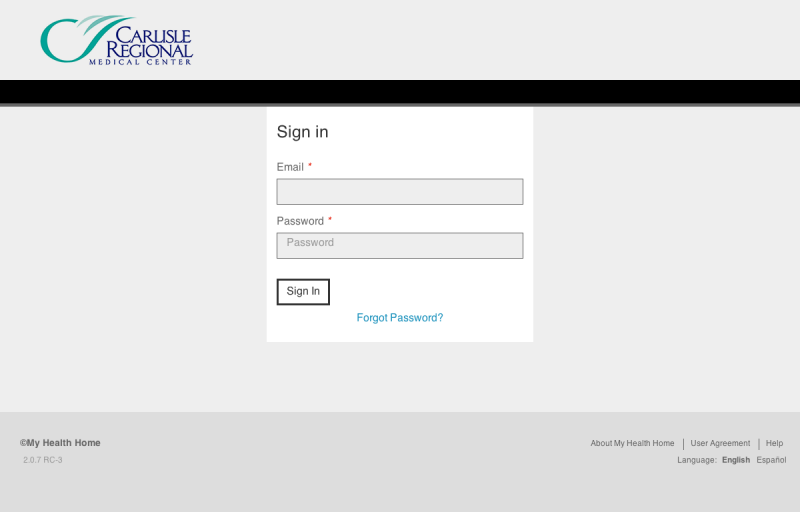 CARLISLE
REGIONAL
MEDICAL CENTER
Sign in
Email *
Password *
Password
Sign In
Forgot Password?
©My Health Home
About My Health Home | User Agreement | Help
2.0.7 RC-3
Language: English Español